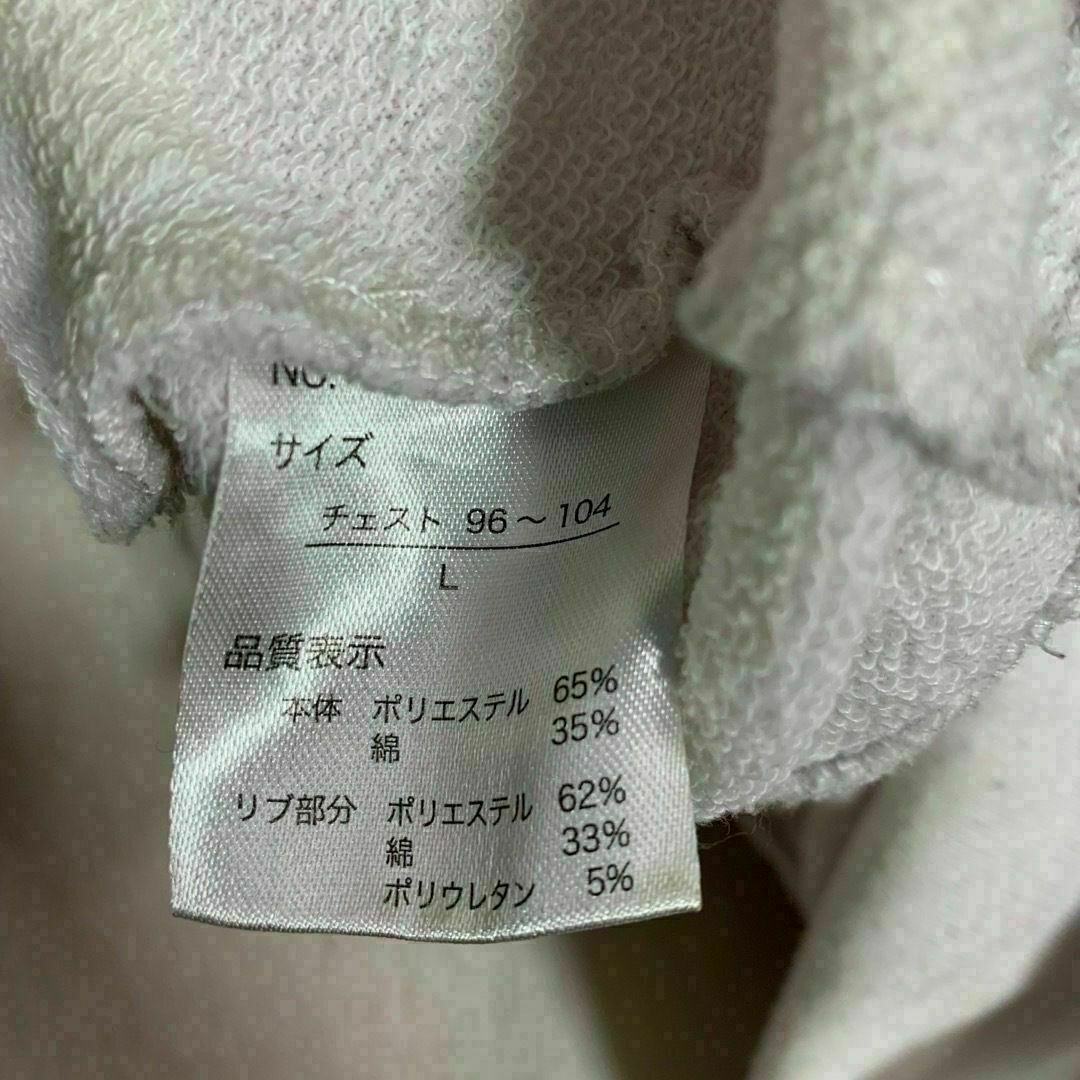 NO.
サイズ
チェスト 96～104
L
品質表示
本体 ポリエステル 65%
綿 35%
リブ部分 ポリエステル 62%
綿 33%
ポリウレタン 5%